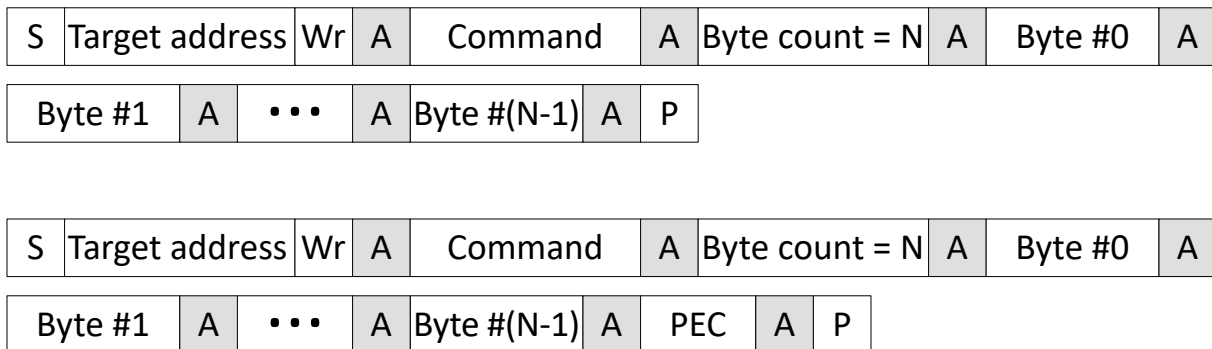 S Target address Wr A Command A Byte count = N A Byte #0 A
Byte #1 A ••• A Byte #(N-1) A P
S Target address Wr A Command A Byte count = N A Byte #0 A
Byte #1 A ••• A Byte #(N-1) A PEC A P